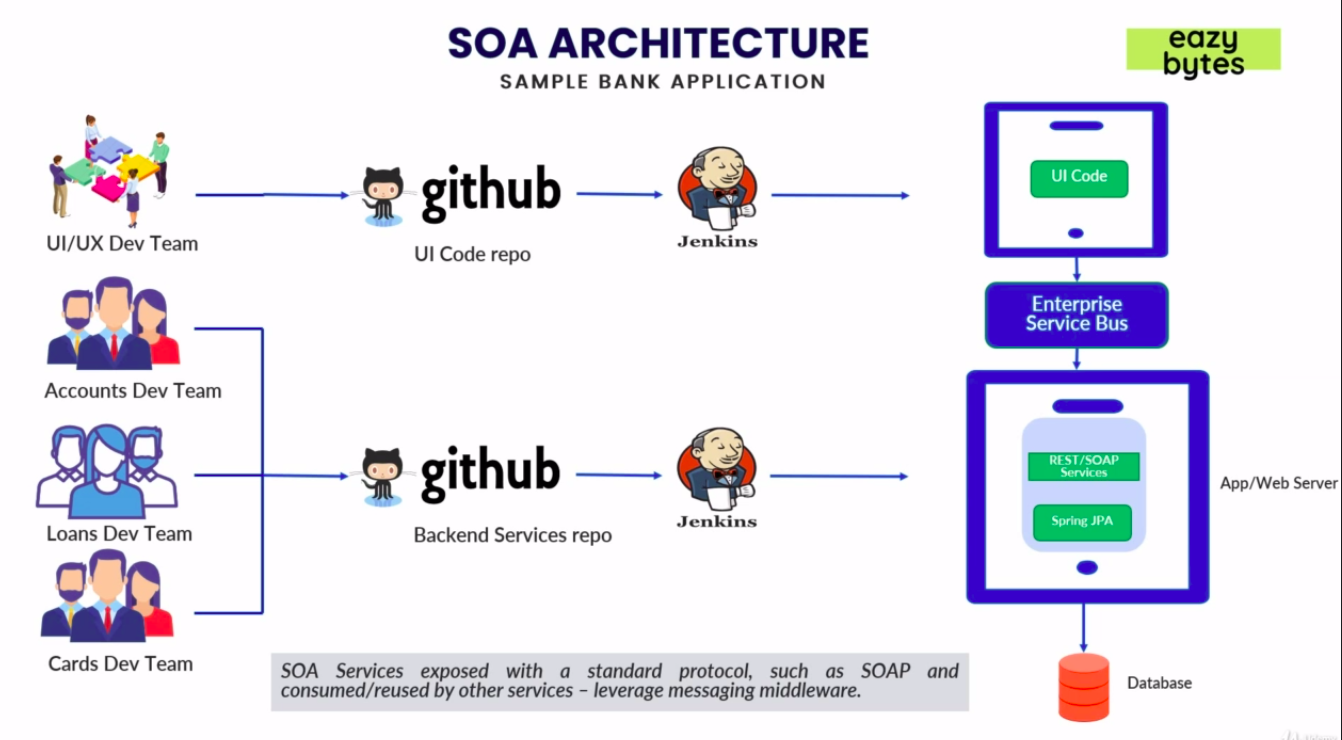 SOA ARCHITECTURE
SAMPLE BANK APPLICATION
eazy
bytes
UI/UX Dev Team
github
UI Code repo
Jenkins
UI Code
Enterprise
Service Bus
Accounts Dev Team
Loans Dev Team
Cards Dev Team
github
Backend Services repo
Jenkins
REST/SOAP
Services
Spring JPA
App/Web Server
Database
SOA Services exposed with a standard protocol, such as SOAP and
consumed/reused by other services – leverage messaging middleware.